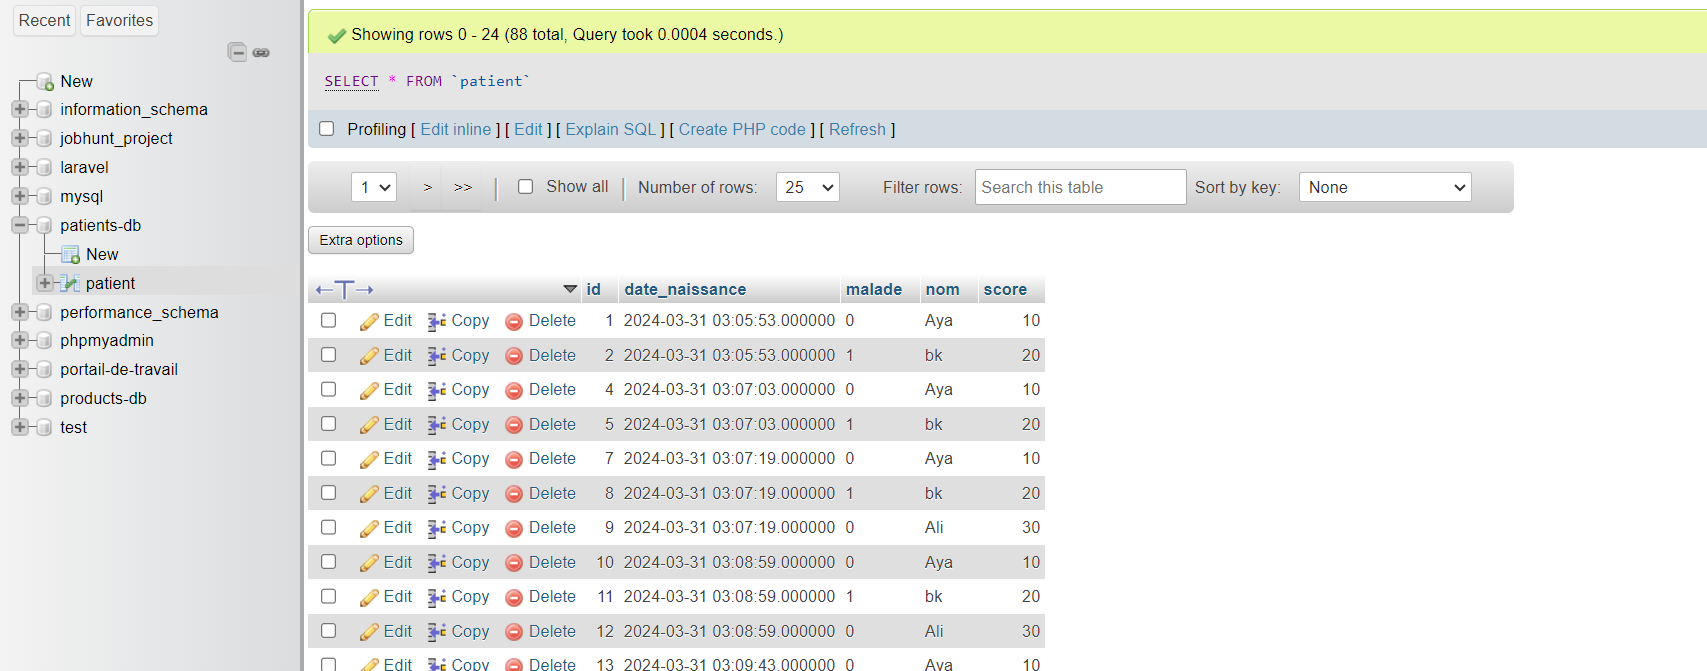 Recent Favorites
New
information_schema
jobhunt_project
laravel
mysql
patients-db
New
patient
performance_schema
phpmyadmin
portail-de-travail
products-db
test
Showing rows 0 - 24 (88 total, Query took 0.0004 seconds.)
SELECT * FROM `patient`
Profiling [ Edit inline ] [ Edit ] [ Explain SQL ] [ Create PHP code ] [ Refresh ]
1 > >> | Show all | Number of rows: 25 Filter rows: Search this table Sort by key: None
Extra options
←T→ id date_naissance malade nom score
Edit Copy Delete 1 2024-03-31 03:05:53.000000 0 Aya 10
Edit Copy Delete 2 2024-03-31 03:05:53.000000 1 bk 20
Edit Copy Delete 4 2024-03-31 03:07:03.000000 0 Aya 10
Edit Copy Delete 5 2024-03-31 03:07:03.000000 1 bk 20
Edit Copy Delete 7 2024-03-31 03:07:19.000000 0 Aya 10
Edit Copy Delete 8 2024-03-31 03:07:19.000000 1 bk 20
Edit Copy Delete 9 2024-03-31 03:07:19.000000 0 Ali 30
Edit Copy Delete 10 2024-03-31 03:08:59.000000 0 Aya 10
Edit Copy Delete 11 2024-03-31 03:08:59.000000 1 bk 20
Edit Copy Delete 12 2024-03-31 03:08:59.000000 0 Ali 30
Edit Copy Delete 13 2024-03-31 03:09:43.000000 0 Aya 10